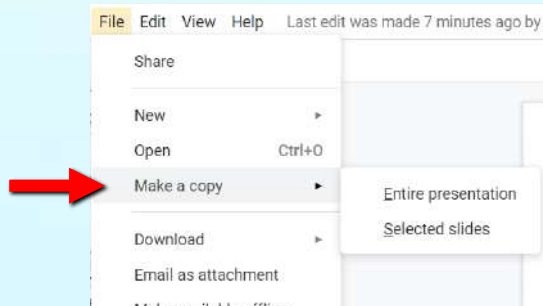 File Edit View Help Last edit was made 7 minutes ago by
Share
New
Open Ctrl+O
Make a copy
Entire presentation
Selected slides
Download
Email as attachment